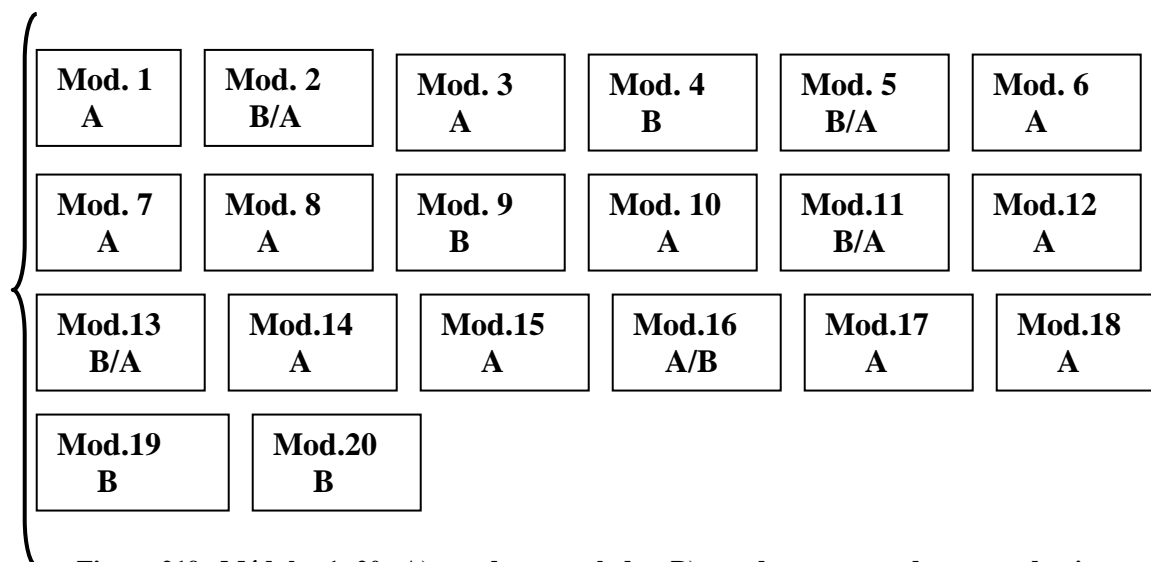 Mod. 1 Mod. 2 Mod. 3 Mod. 4 Mod. 5 Mod. 6
A B/A A B B/A A
Mod. 7 Mod. 8 Mod. 9 Mod. 10 Mod.11 Mod.12
A A B A B/A A
Mod.13 Mod.14 Mod.15 Mod.16 Mod.17 Mod.18
B/A A A A/B A A
Mod.19 Mod.20
B B